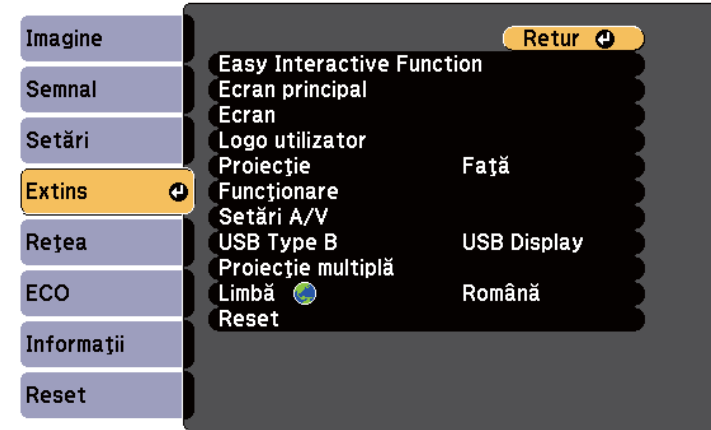 Imagine
Semnal
Setări
Extins
Reţea
ECO
Informaţii
Reset
Retur
Easy Interactive Function
Ecran principal
Ecran
Logo utilizator
Proiecţie Faţă
Funcţionare
Setări A/V
USB Type B USB Display
Proiecţie multiplă
Limbă Română
Reset